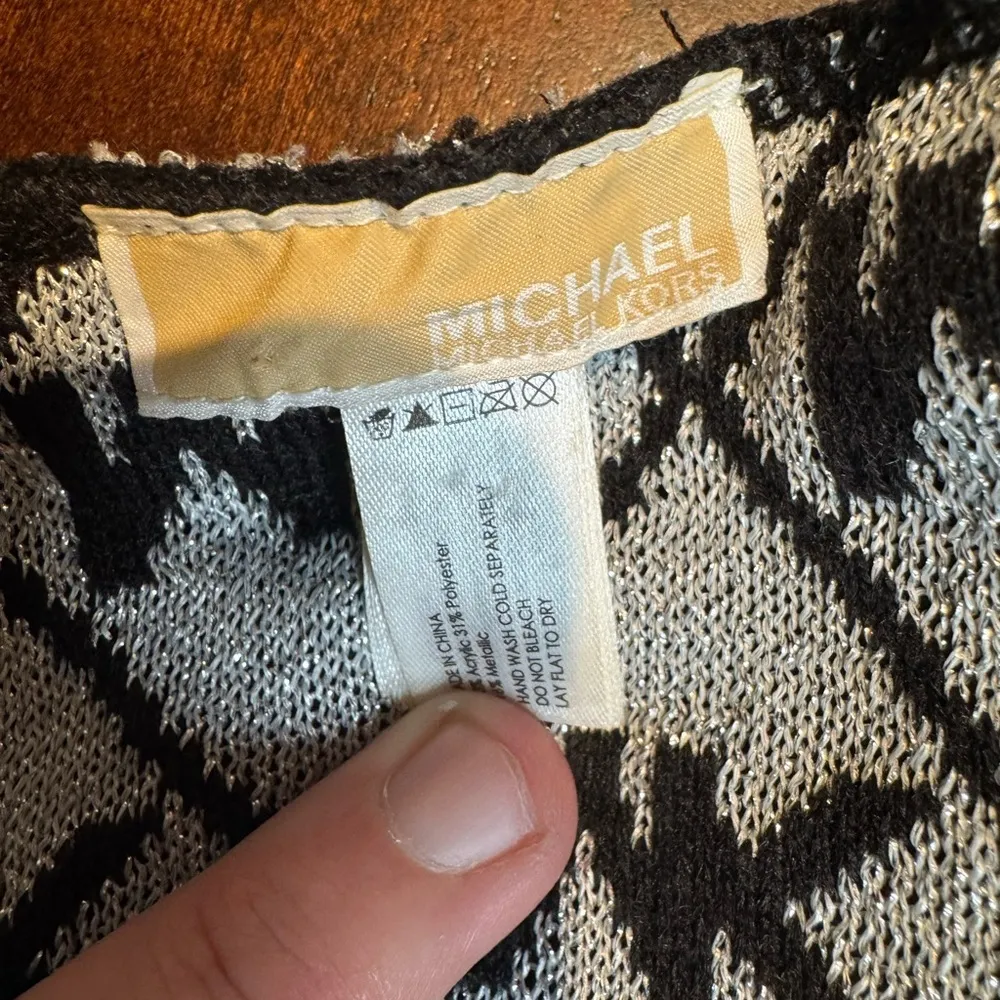 MICHAEL
MICHAEL KORS
DE IN CHINA
% Acrylic 31% Polyester
% Metallic
HAND WASH COLD SEPARATELY
DO NOT BLEACH
LAY FLAT TO DRY